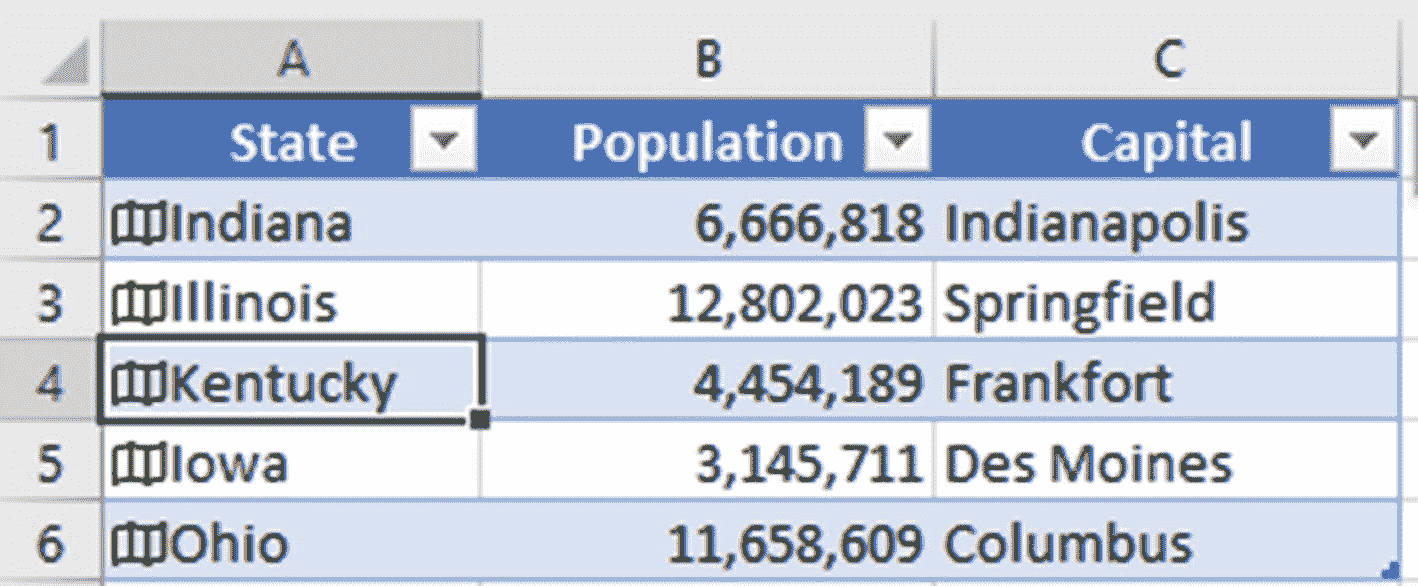 A B C
1 State Population Capital
2 Indiana 6,666,818 Indianapolis
3 Illinois 12,802,023 Springfield
4 Kentucky 4,454,189 Frankfort
5 Iowa 3,145,711 Des Moines
6 Ohio 11,658,609 Columbus